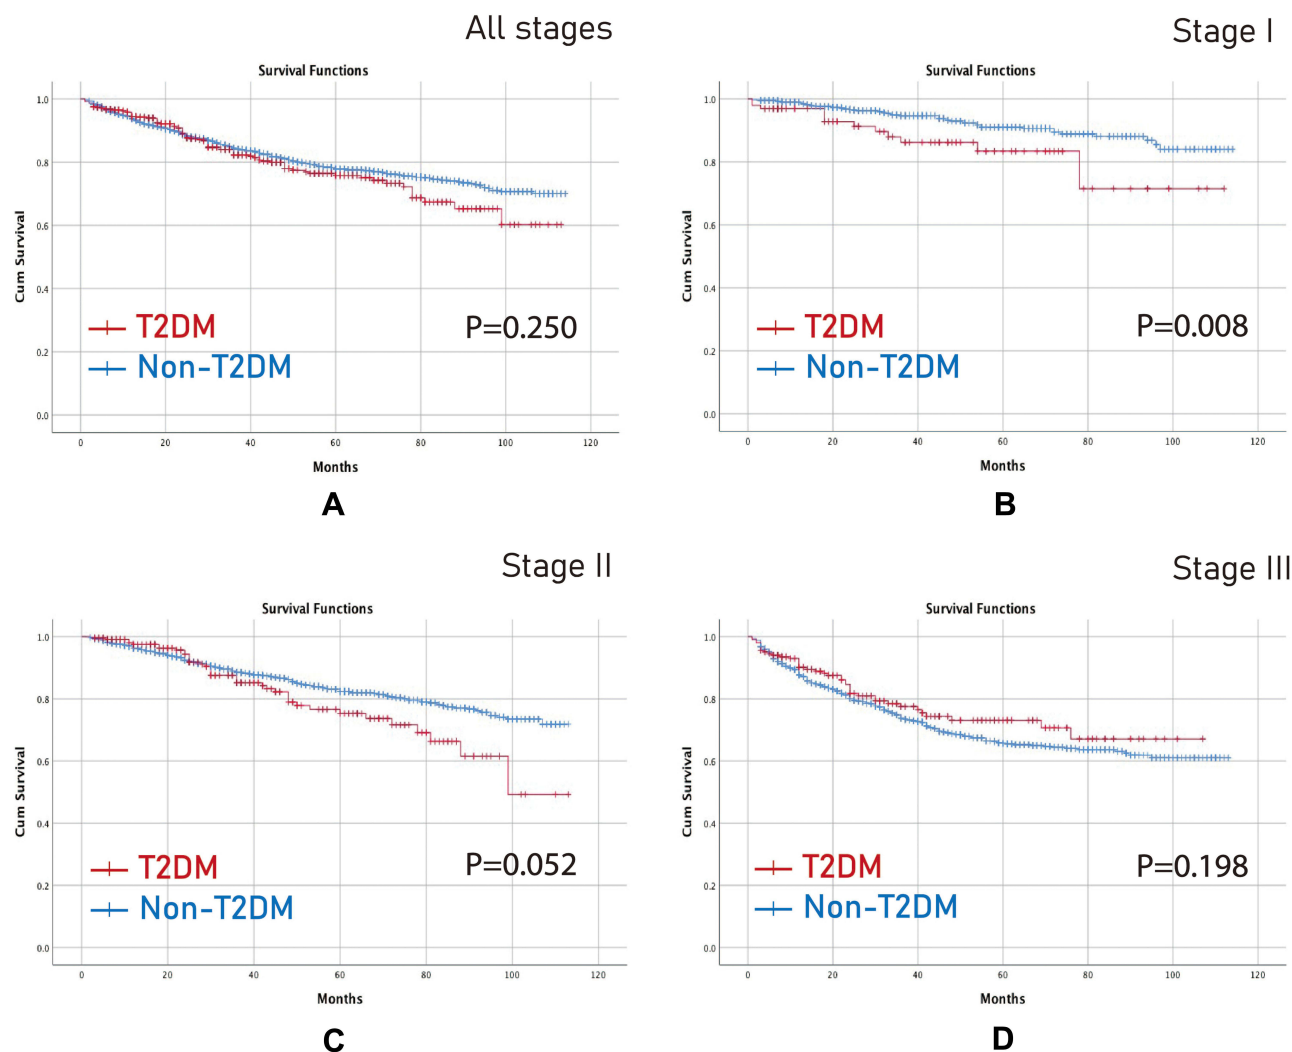 All stages
Survival Functions
1.0
0.8
0.6
0.4
0.2
0.0
Cum Survival
T2DM
Non-T2DM
P=0.250
0 20 40 60 80 100 120
Months
A
Stage I
Survival Functions
1.0
0.8
0.6
0.4
0.2
0.0
Cum Survival
T2DM
Non-T2DM
P=0.008
0 20 40 60 80 100 120
Months
B
Stage II
Survival Functions
1.0
0.8
0.6
0.4
0.2
0.0
Cum Survival
T2DM
Non-T2DM
P=0.052
0 20 40 60 80 100 120
Months
C
Stage III
Survival Functions
1.0
0.8
0.6
0.4
0.2
0.0
Cum Survival
T2DM
Non-T2DM
P=0.198
0 20 40 60 80 100 120
Months
D